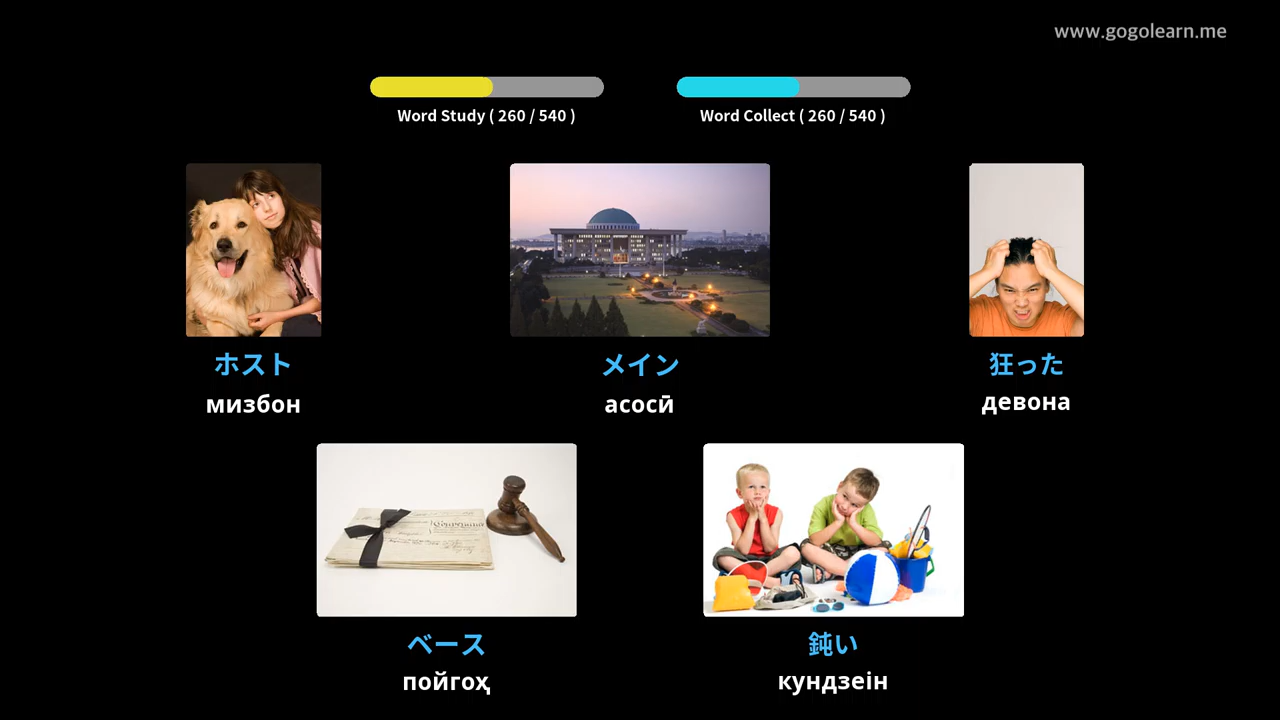 www.gogolearn.me
Word Study ( 260 / 540 )
Word Collect ( 260 / 540 )
ホスト
мизбон
メイン
асосӣ
狂った
девона
ベース
пойгоҳ
鈍い
кундзеін